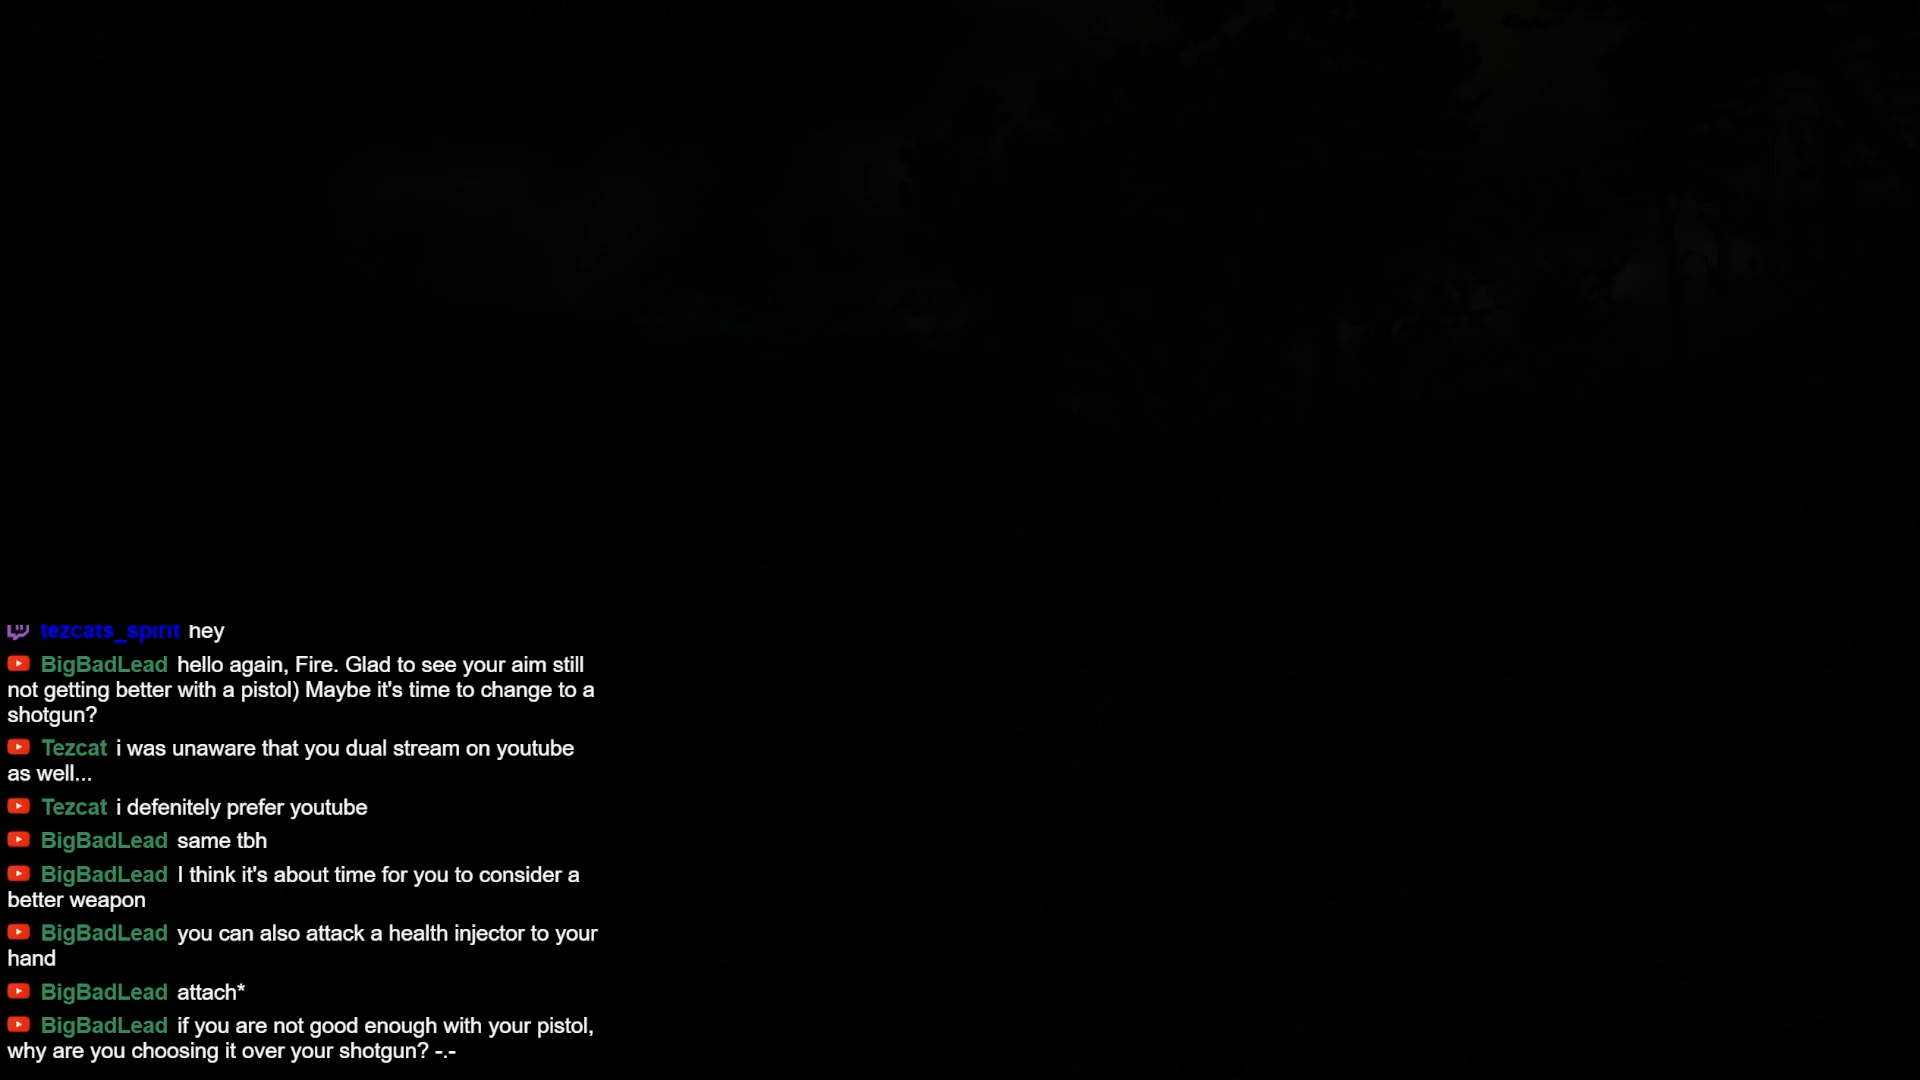 tezcats_spirit hey
BigBadLead hello again, Fire. Glad to see your aim still
not getting better with a pistol) Maybe it's time to change to a
shotgun?
Tezcat i was unaware that you dual stream on youtube
as well...
Tezcat i defenitely prefer youtube
BigBadLead same tbh
BigBadLead I think it's about time for you to consider a
better weapon
BigBadLead you can also attack a health injector to your
hand
BigBadLead attach*
BigBadLead if you are not good enough with your pistol,
why are you choosing it over your shotgun? -.-